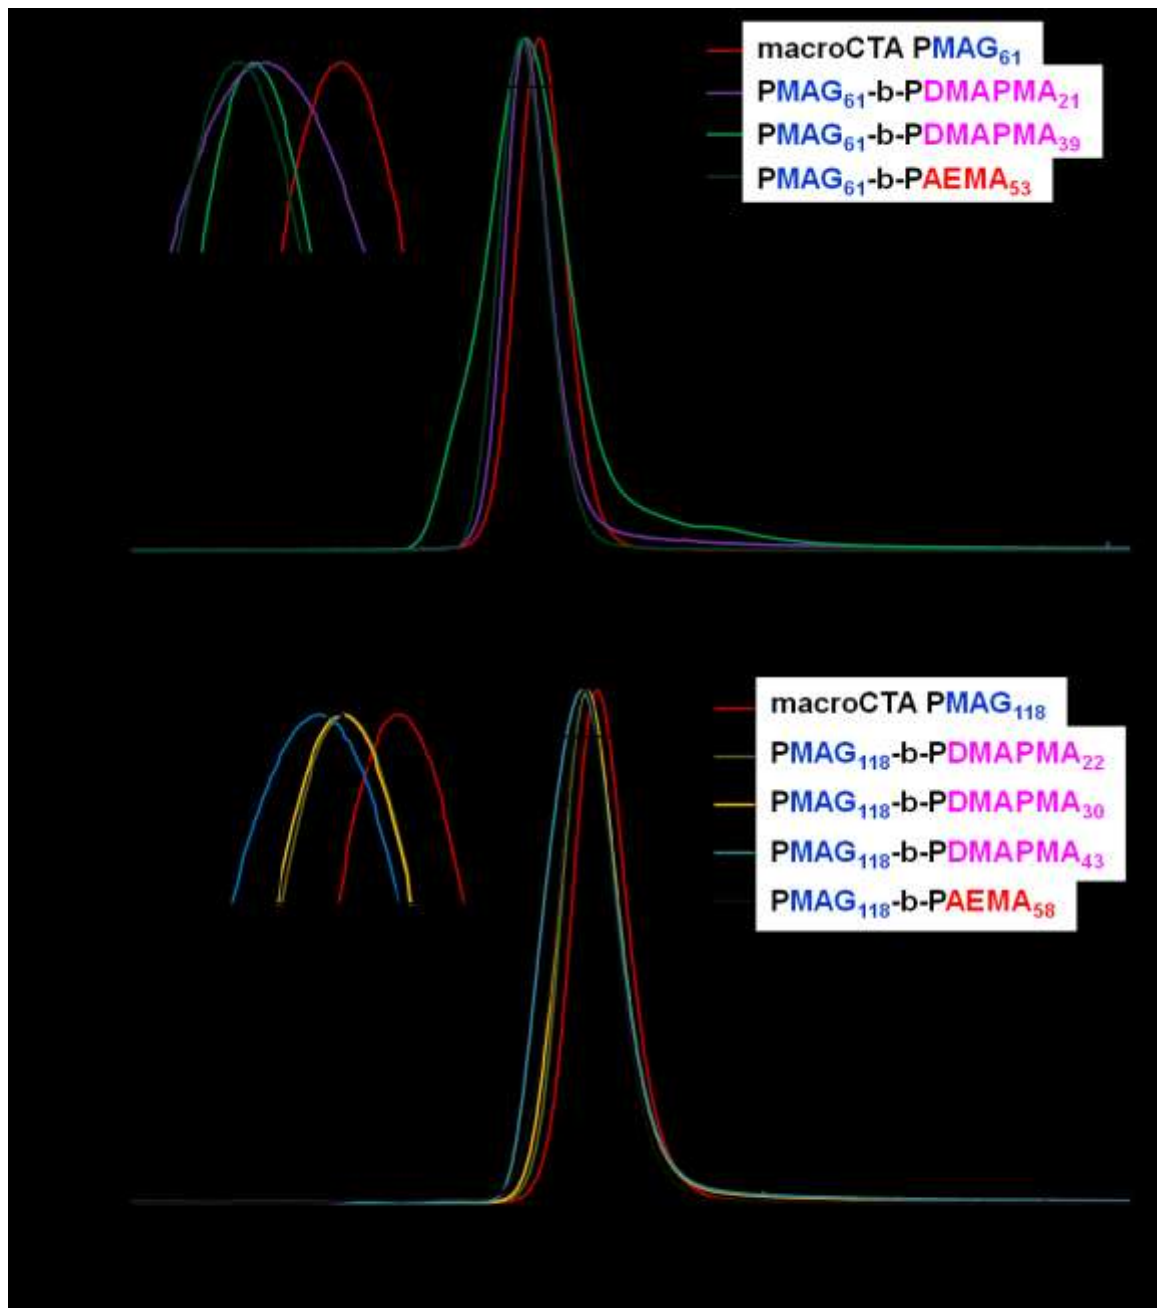 macroCTA PMAG61
PMAG61-b-PDMAPMA21
PMAG61-b-PDMAPMA39
PMAG61-b-PAEMA53
macroCTA PMAG118
PMAG118-b-PDMAPMA22
PMAG118-b-PDMAPMA30
PMAG118-b-PDMAPMA43
PMAG118-b-PAEMA58